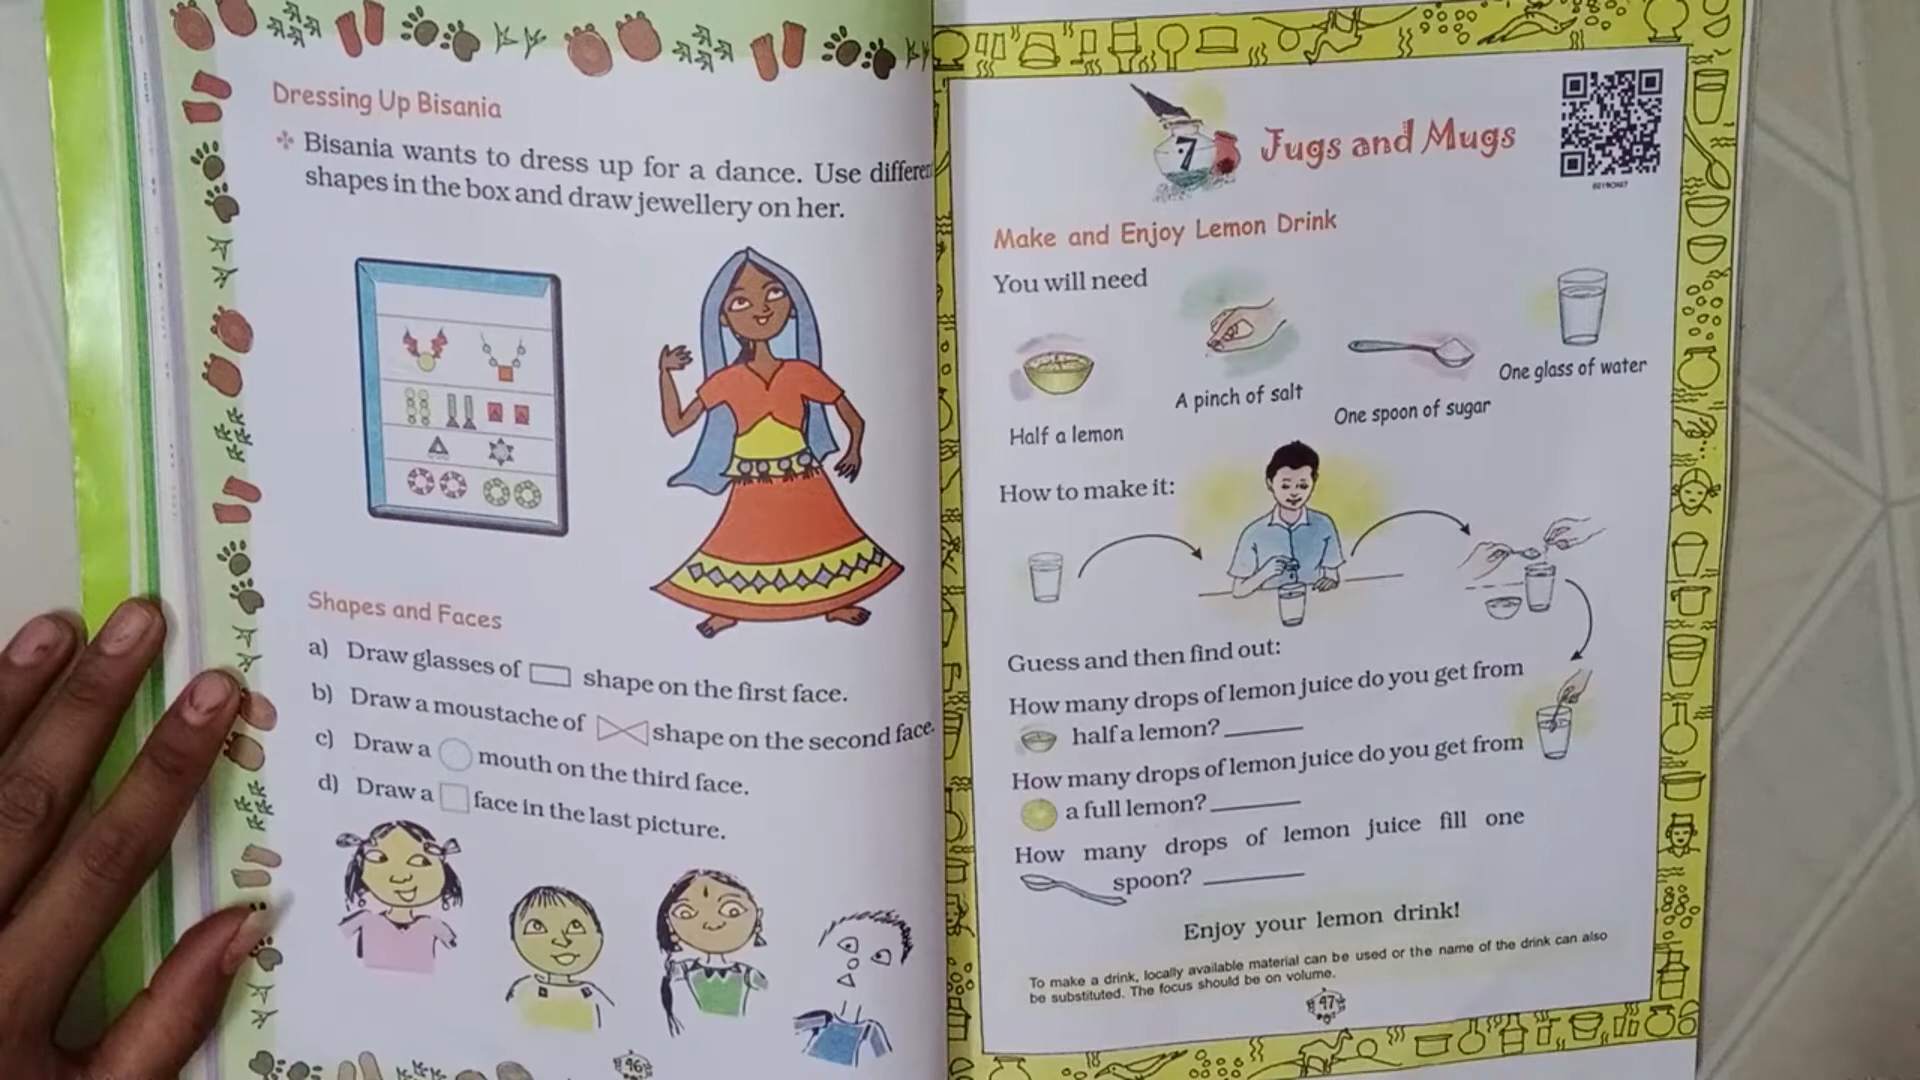 Dressing Up Bisania
Bisania wants to dress up for a dance. Use
shapes in the box and draw jewellery on her.
Shapes and Faces
a) Draw glasses of shape on the first face.
b) Draw a moustache of shape on the second face.
c) Draw a mouth on the third face.
d) Draw a face in the last picture.
46
7
Jugs and Mugs
Make and Enjoy Lemon Drink
You will need
Half a lemon
A pinch of salt
One spoon of sugar
One glass of water
How to make it:
Guess and then find out:
How many drops of lemon juice do you get from
half a lemon?
How many drops of lemon juice do you get from
a full lemon?
How many drops of lemon juice fill one
spoon?
Enjoy your lemon drink!
To make a drink, locally available material can be used or the name of the drink can also
be substituted. The focus should be on volume.
47